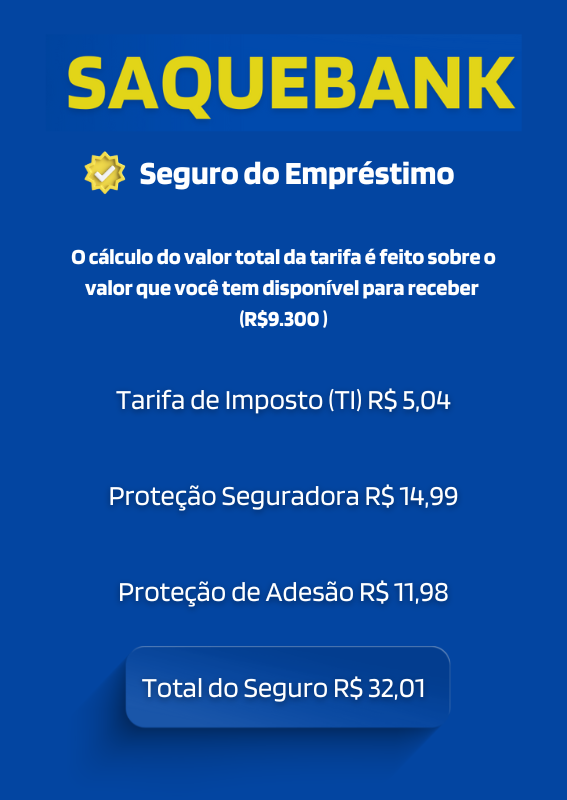 SAQUEBANK
Seguro do Empréstimo
O cálculo do valor total da tarifa é feito sobre o
valor que você tem disponível para receber
(R$9.300 )
Tarifa de Imposto (TI) R$ 5,04
Proteção Seguradora R$ 14,99
Proteção de Adesão R$ 11,98
Total do Seguro R$ 32,01